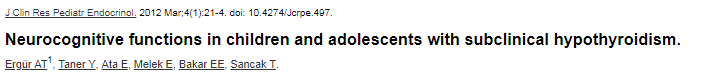 J Clin Res Pediatr Endocrinol. 2012 Mar;4(1):21-4. doi: 10.4274/Jcrpe.497.
Neurocognitive functions in children and adolescents with subclinical hypothyroidism.
Ergür AT1, Taner Y, Ata E, Melek E, Bakar EE, Sancak T.